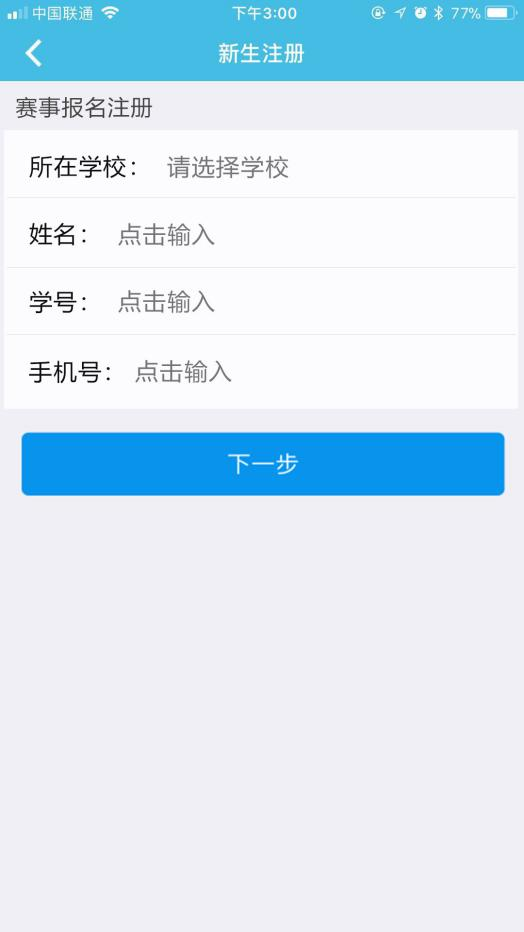 中国联通 下午3:00 77%
新生注册
赛事报名注册
所在学校： 请选择学校
姓名： 点击输入
学号： 点击输入
手机号： 点击输入
下一步